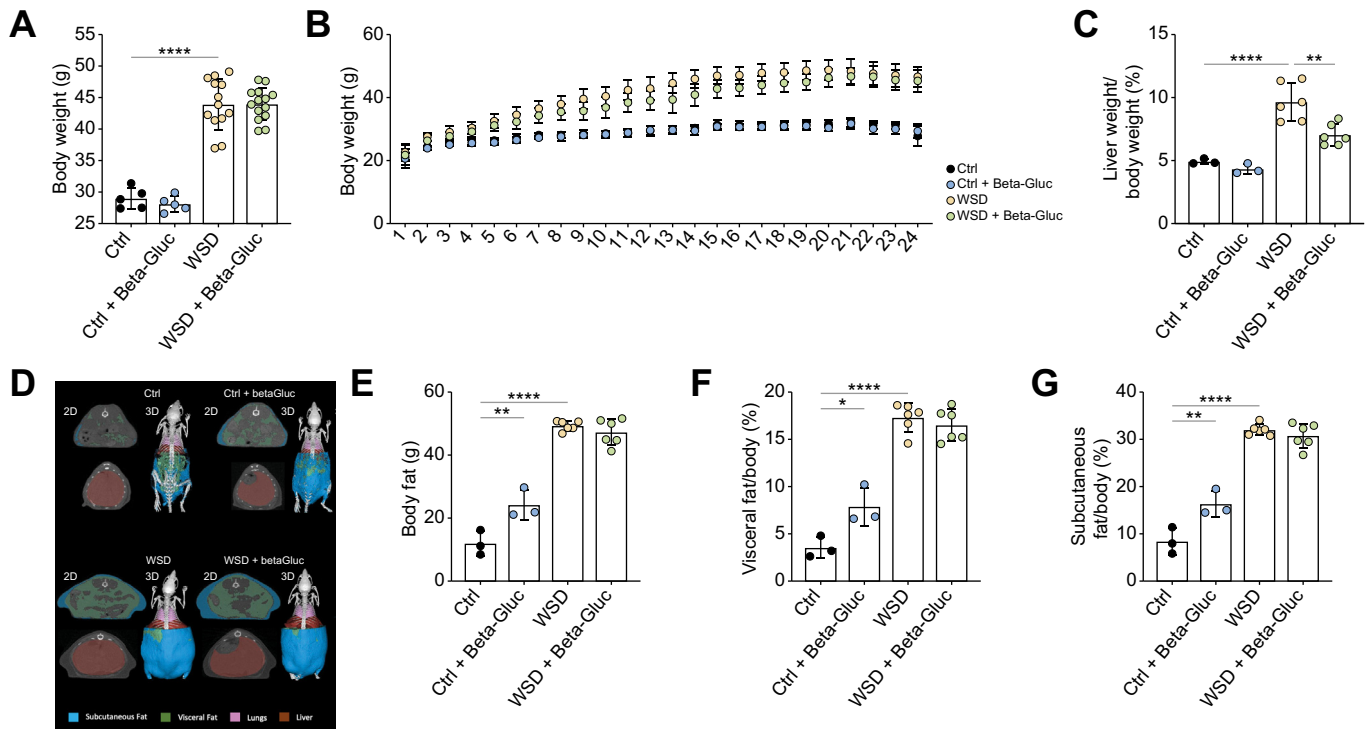 A
Body weight (g)
55
50
45
40
35
30
25
****
Ctrl
Ctrl + Beta-Gluc
WSD
WSD + Beta-Gluc
B
Body weight (g)
60
40
20
0
1 2 3 4 5 6 7 8 9 10 11 12 13 14 15 16 17 18 19 20 21 22 23 24
Ctrl
Ctrl + Beta-Gluc
WSD
WSD + Beta-Gluc
C
Liver weight/
body weight (%)
15
10
5
0
**** **
Ctrl
Ctrl + Beta-Gluc
WSD
WSD + Beta-Gluc
D
Ctrl
Ctrl + betaGluc
2D 3D 2D 3D
WSD
WSD + betaGluc
2D 3D 2D 3D
Subcutaneous Fat Visceral Fat Lungs Liver
E
Body fat (g)
60
40
20
0
****
**
Ctrl
Ctrl + Beta-Gluc
WSD
WSD + Beta-Gluc
F
Visceral fat/body (%)
20
15
10
5
0
****
*
Ctrl
Ctrl + Beta-Gluc
WSD
WSD + Beta-Gluc
G
Subcutaneous
fat/body (%)
40
30
20
10
0
****
**
Ctrl
Ctrl + Beta-Gluc
WSD
WSD + Beta-Gluc